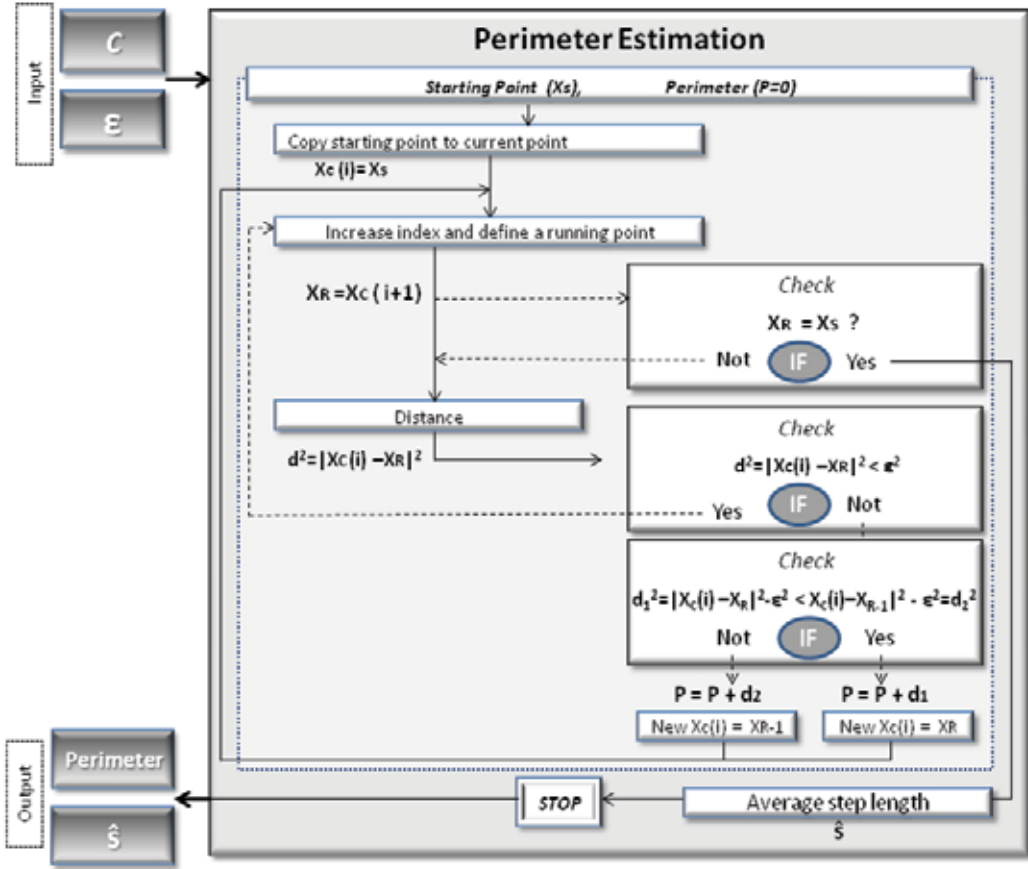 Input
C
ε
Perimeter Estimation
Starting Point (Xs), Perimeter (P=0)
Copy starting point to current point
Xc (i)= Xs
Increase index and define a running point
XR =XC ( i+1)
Check
XR = XS ?
Not IF Yes
Distance
d²=|XC(i) –XR|²
Check
d²=|Xc(i) –XR|² < ε²
Yes IF Not
Check
d₁²=|Xc(i) –XR|²-ε² < Xc(i)–XR-1|² - ε²=d₂²
Not IF Yes
P = P + d2
P = P + d1
New Xc(i) = XR-1
New Xc(i) = XR
Output
Perimeter
ŝ
STOP
Average step length
ŝ